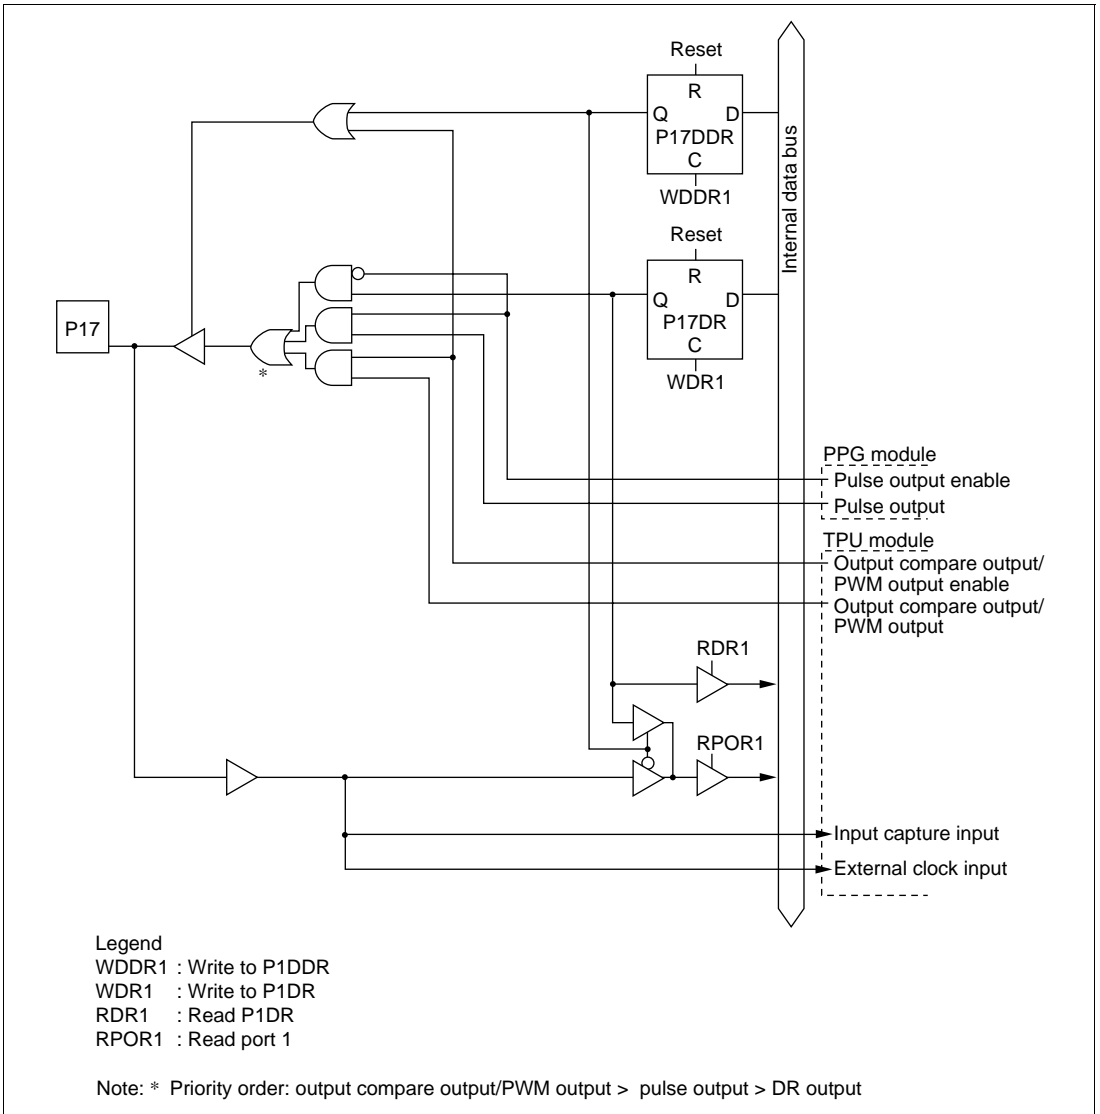 Reset
R
Q D
P17DDR
C
WDDR1
Internal data bus
Reset
R
Q D
P17DR
C
WDR1
P17
*
PPG module
Pulse output enable
Pulse output
TPU module
Output compare output/
PWM output enable
Output compare output/
PWM output
RDR1
RPOR1
Input capture input
External clock input
Legend
WDDR1 : Write to P1DDR
WDR1 : Write to P1DR
RDR1 : Read P1DR
RPOR1 : Read port 1
Note: * Priority order: output compare output/PWM output > pulse output > DR output